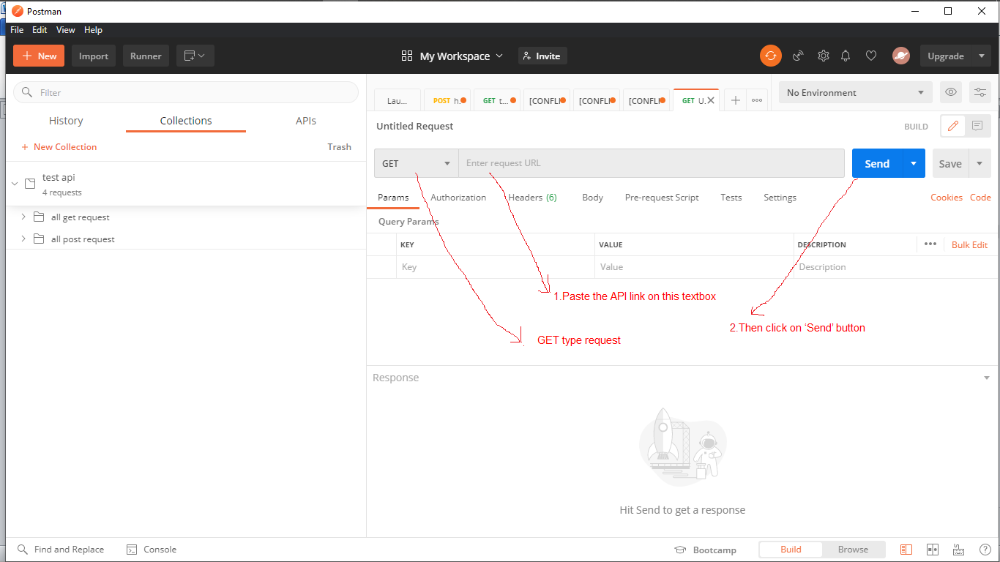 Postman
File Edit View Help
+ New Import Runner My Workspace Invite Upgrade
Filter
History Collections APIs
+ New Collection Trash
test api
4 requests
all get request
all post request
Lau... POST h. GET t... [CONFLI [CONFLI [CONFLI GET U. No Environment
Untitled Request BUILD
GET Enter request URL Send Save
Params Authorization Headers (6) Body Pre-request Script Tests Settings Cookies Code
Query Params
KEY VALUE DESCRIPTION ••• Bulk Edit
Key Value Description
1.Paste the API link on this textbox
2.Then click on ‘Send’ button
GET type request
Response
Hit Send to get a response
Find and Replace Console Bootcamp Build Browse